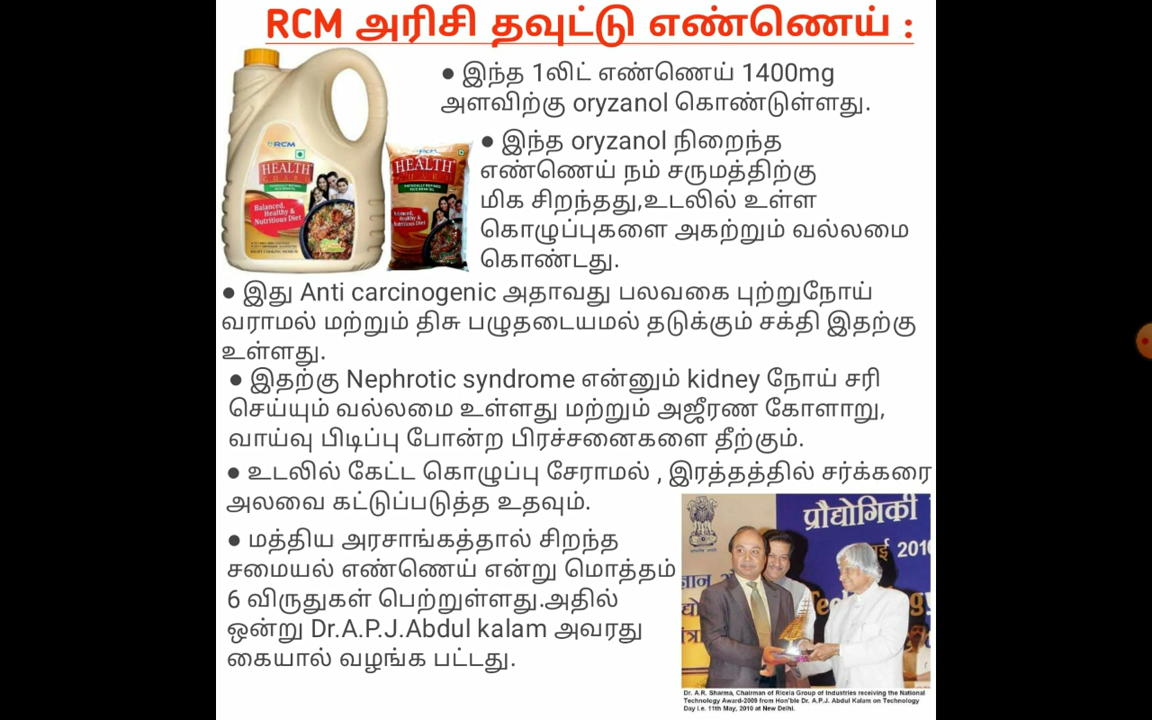 RCM அரிசி தவுட்டு எண்ணெய் :
● இந்த 1லிட் எண்ணெய் 1400mg
அளவிற்கு oryzanol கொண்டுள்ளது.
● இந்த oryzanol நிறைந்த
எண்ணெய் நம் சருமத்திற்கு
மிக சிறந்தது,உடலில் உள்ள
கொழுப்புகளை அகற்றும் வல்லமை
கொண்டது.
RCM
HEALTH
Balanced,
Healthy &
Nutritious Diet
HEALTH
Balanced,
Healthy &
Nutritious Diet
● இது Anti carcinogenic அதாவது பலவகை புற்றுநோய்
வராமல் மற்றும் திசு பழுதடையமல் தடுக்கும் சக்தி இதற்கு
உள்ளது.
● இதற்கு Nephrotic syndrome என்னும் kidney நோய் சரி
செய்யும் வல்லமை உள்ளது மற்றும் அஜீரண கோளாறு,
வாய்வு பிடிப்பு போன்ற பிரச்சனைகளை தீற்கும்.
● உடலில் கேட்ட கொழுப்பு சேராமல் , இரத்தத்தில் சர்க்கரை
அலவை கட்டுப்படுத்த உதவும்.
● மத்திய அரசாங்கத்தால் சிறந்த
சமையல் எண்ணெய் என்று மொத்தம்
6 விருதுகள் பெற்றுள்ளது.அதில்
ஒன்று Dr.A.P.J.Abdul kalam அவரது
கையால் வழங்க பட்டது.
प्रौद्योगिकी
2010
Dr. A.R. Sharma, Chairman of Ricela Group of Industries receiving the National
Technology Award-2009 from Hon'ble Dr. A.P.J. Abdul Kalam on Technology
Day i.e. 11th May, 2010 at New Delhi.